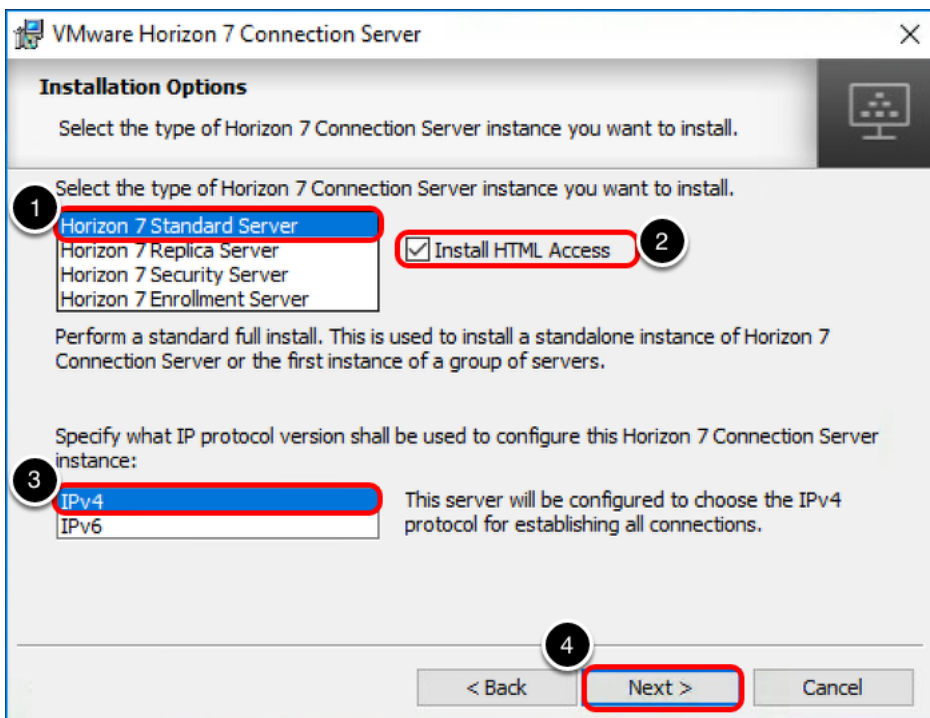 VMware Horizon 7 Connection Server
Installation Options
Select the type of Horizon 7 Connection Server instance you want to install.
Select the type of Horizon 7 Connection Server instance you want to install.
1
Horizon 7 Standard Server
Horizon 7 Replica Server
Horizon 7 Security Server
Horizon 7 Enrollment Server
Install HTML Access
2
Perform a standard full install. This is used to install a standalone instance of Horizon 7
Connection Server or the first instance of a group of servers.
Specify what IP protocol version shall be used to configure this Horizon 7 Connection Server
instance:
3
IPv4
IPv6
This server will be configured to choose the IPv4
protocol for establishing all connections.
4
< Back
Next >
Cancel